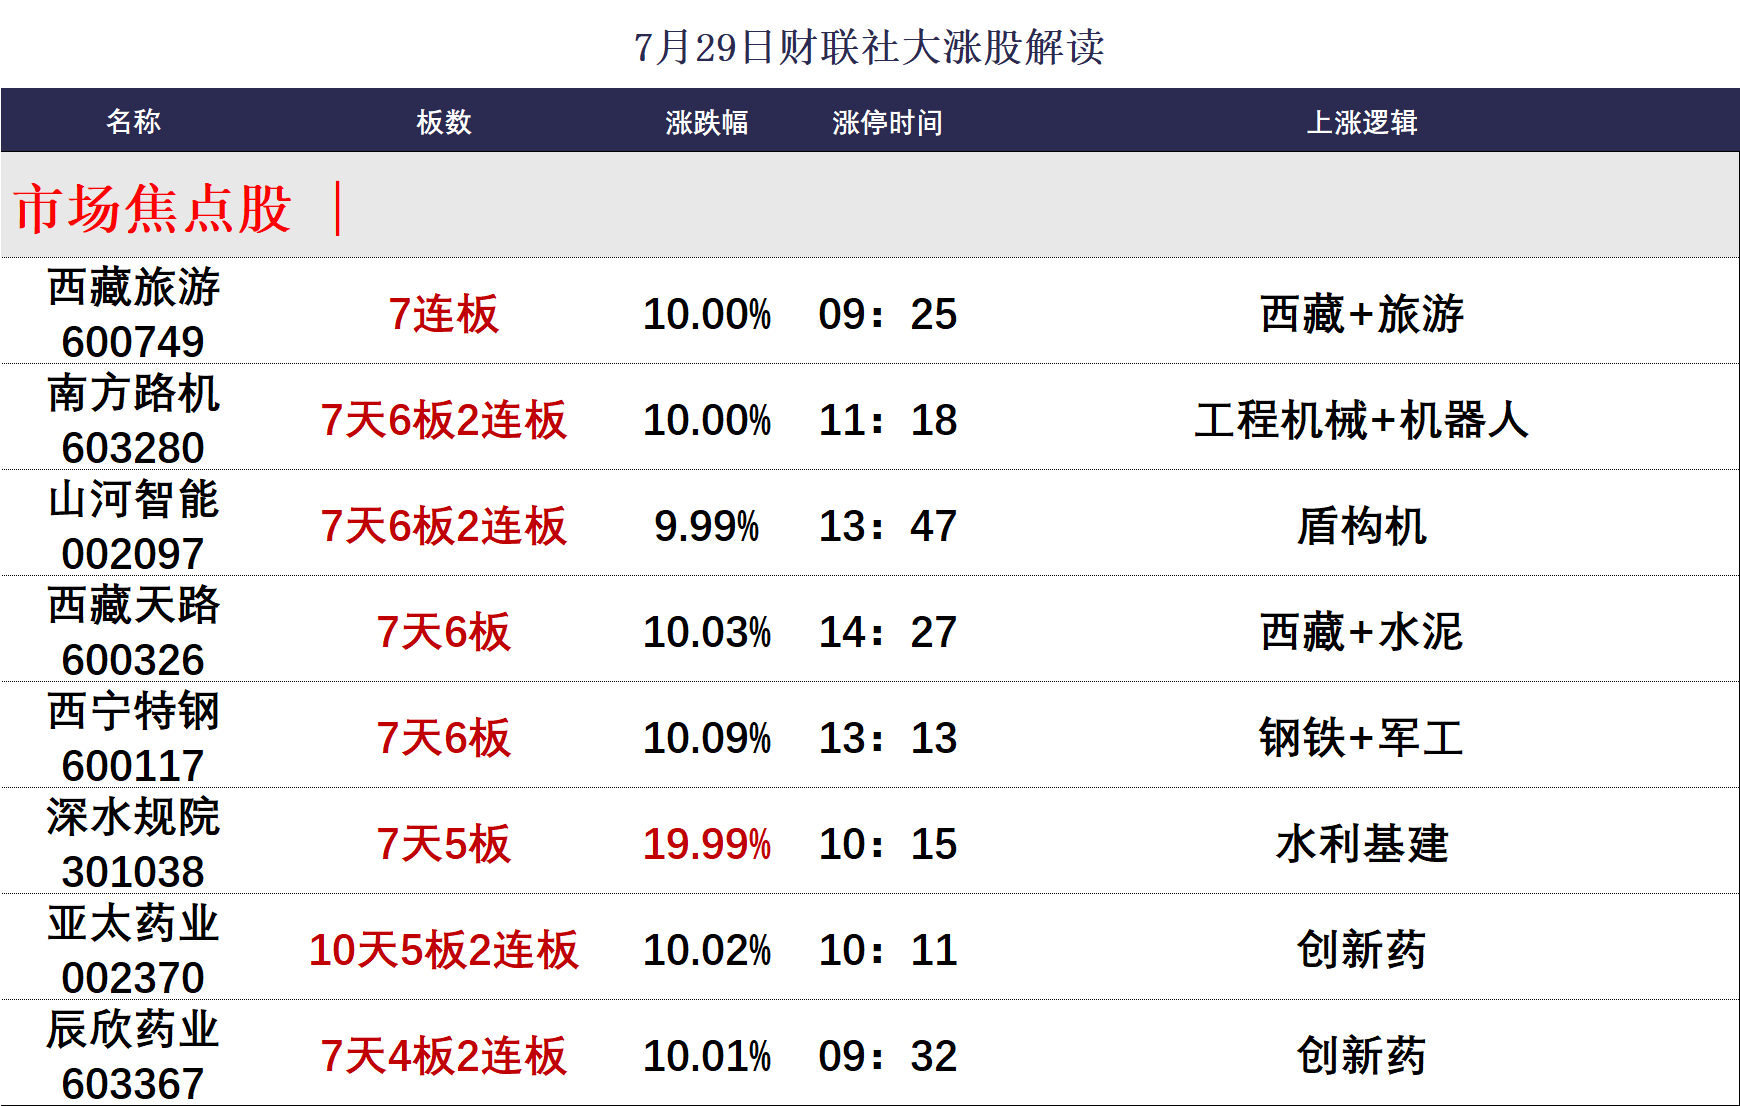 7月29日财联社大涨股解读
名称 板数 涨跌幅 涨停时间 上涨逻辑
市场焦点股 |
西藏旅游
600749 7连板 10.00% 09：25 西藏+旅游
南方路机
603280 7天6板2连板 10.00% 11：18 工程机械+机器人
山河智能
002097 7天6板2连板 9.99% 13：47 盾构机
西藏天路
600326 7天6板 10.03% 14：27 西藏+水泥
西宁特钢
600117 7天6板 10.09% 13：13 钢铁+军工
深水规院
301038 7天5板 19.99% 10：15 水利基建
亚太药业
002370 10天5板2连板 10.02% 10：11 创新药
辰欣药业
603367 7天4板2连板 10.01% 09：32 创新药